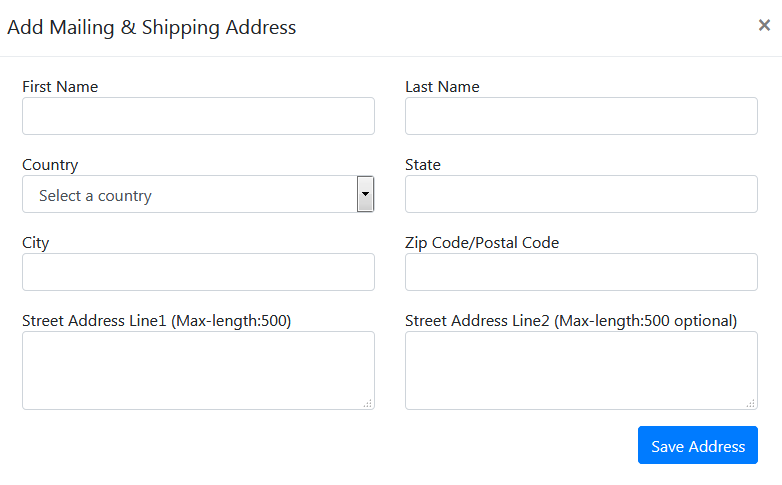 Add Mailing & Shipping Address
×
First Name
Last Name
Country
State
Select a country
City
Zip Code/Postal Code
Street Address Line1 (Max-length:500)
Street Address Line2 (Max-length:500 optional)
Save Address